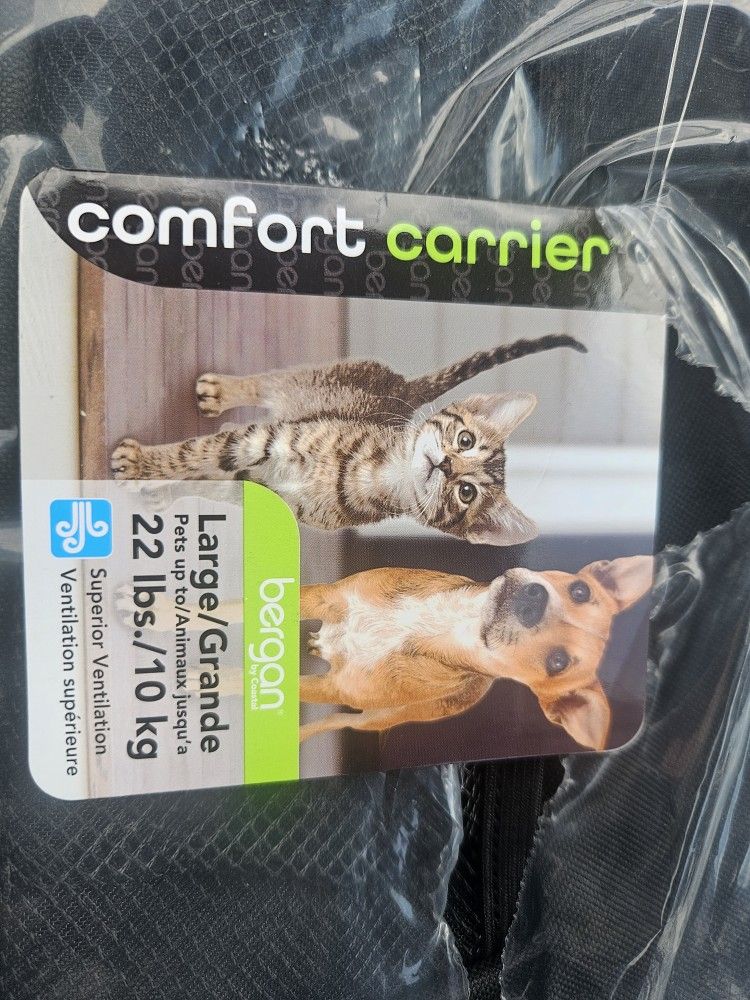 comfort carrier
bergan®
by Coastal
Large/Grande
Pets up to/Animaux jusqu'a
22 lbs./10 kg
Superior Ventilation
Ventilation supérieure